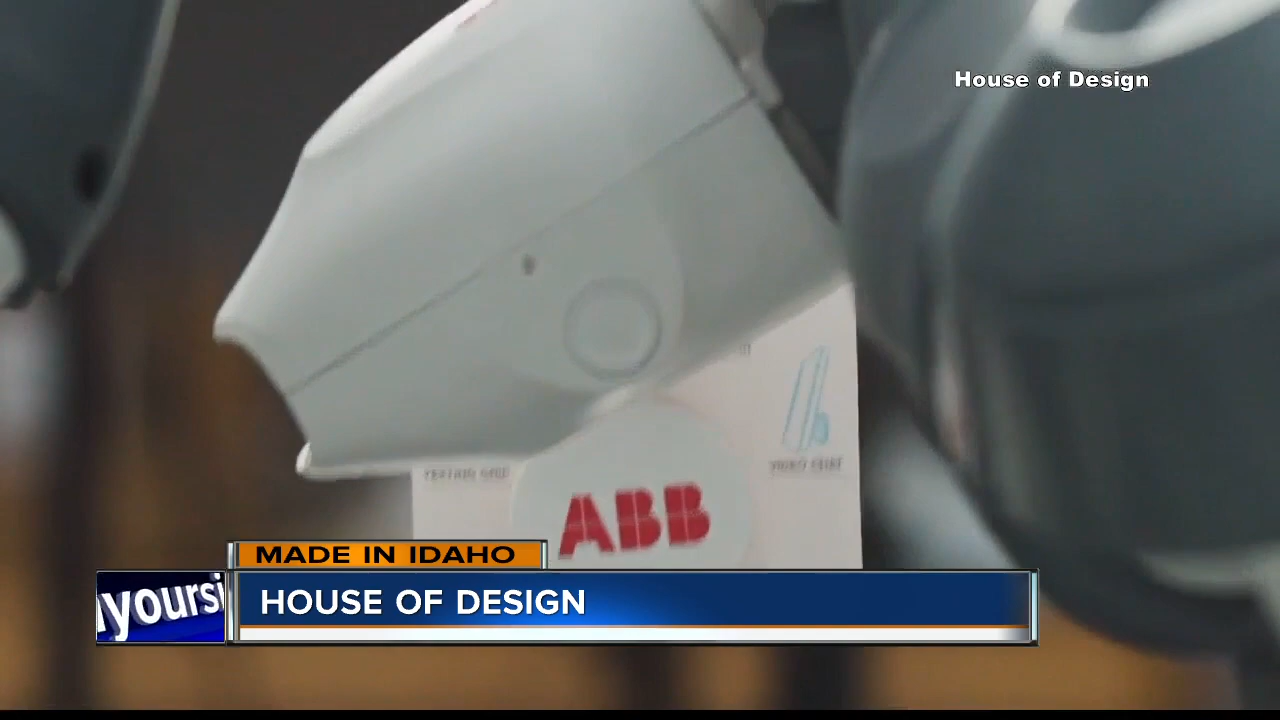 House of Design
ABB
MADE IN IDAHO
HOUSE OF DESIGN
yoursi